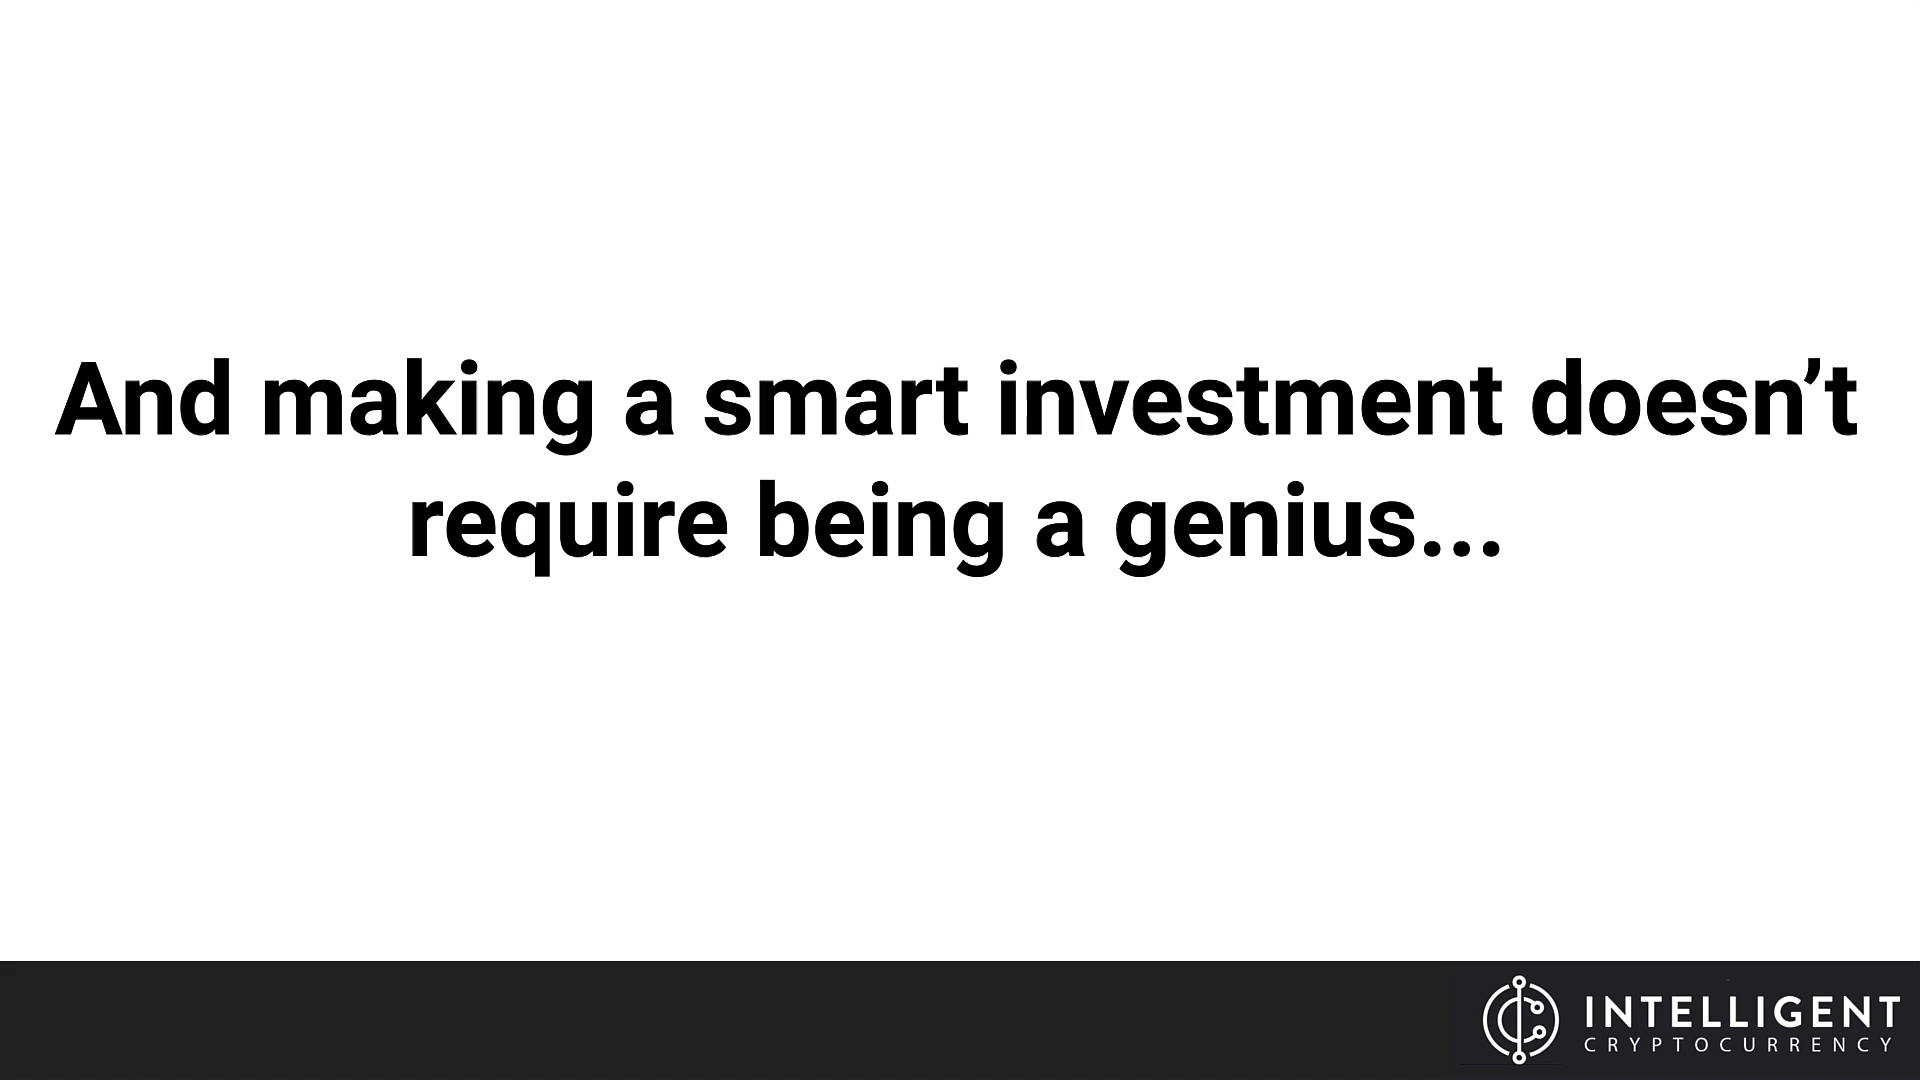 And making a smart investment doesn’t
require being a genius...
INTELLIGENT
CRYPTOCURRENCY